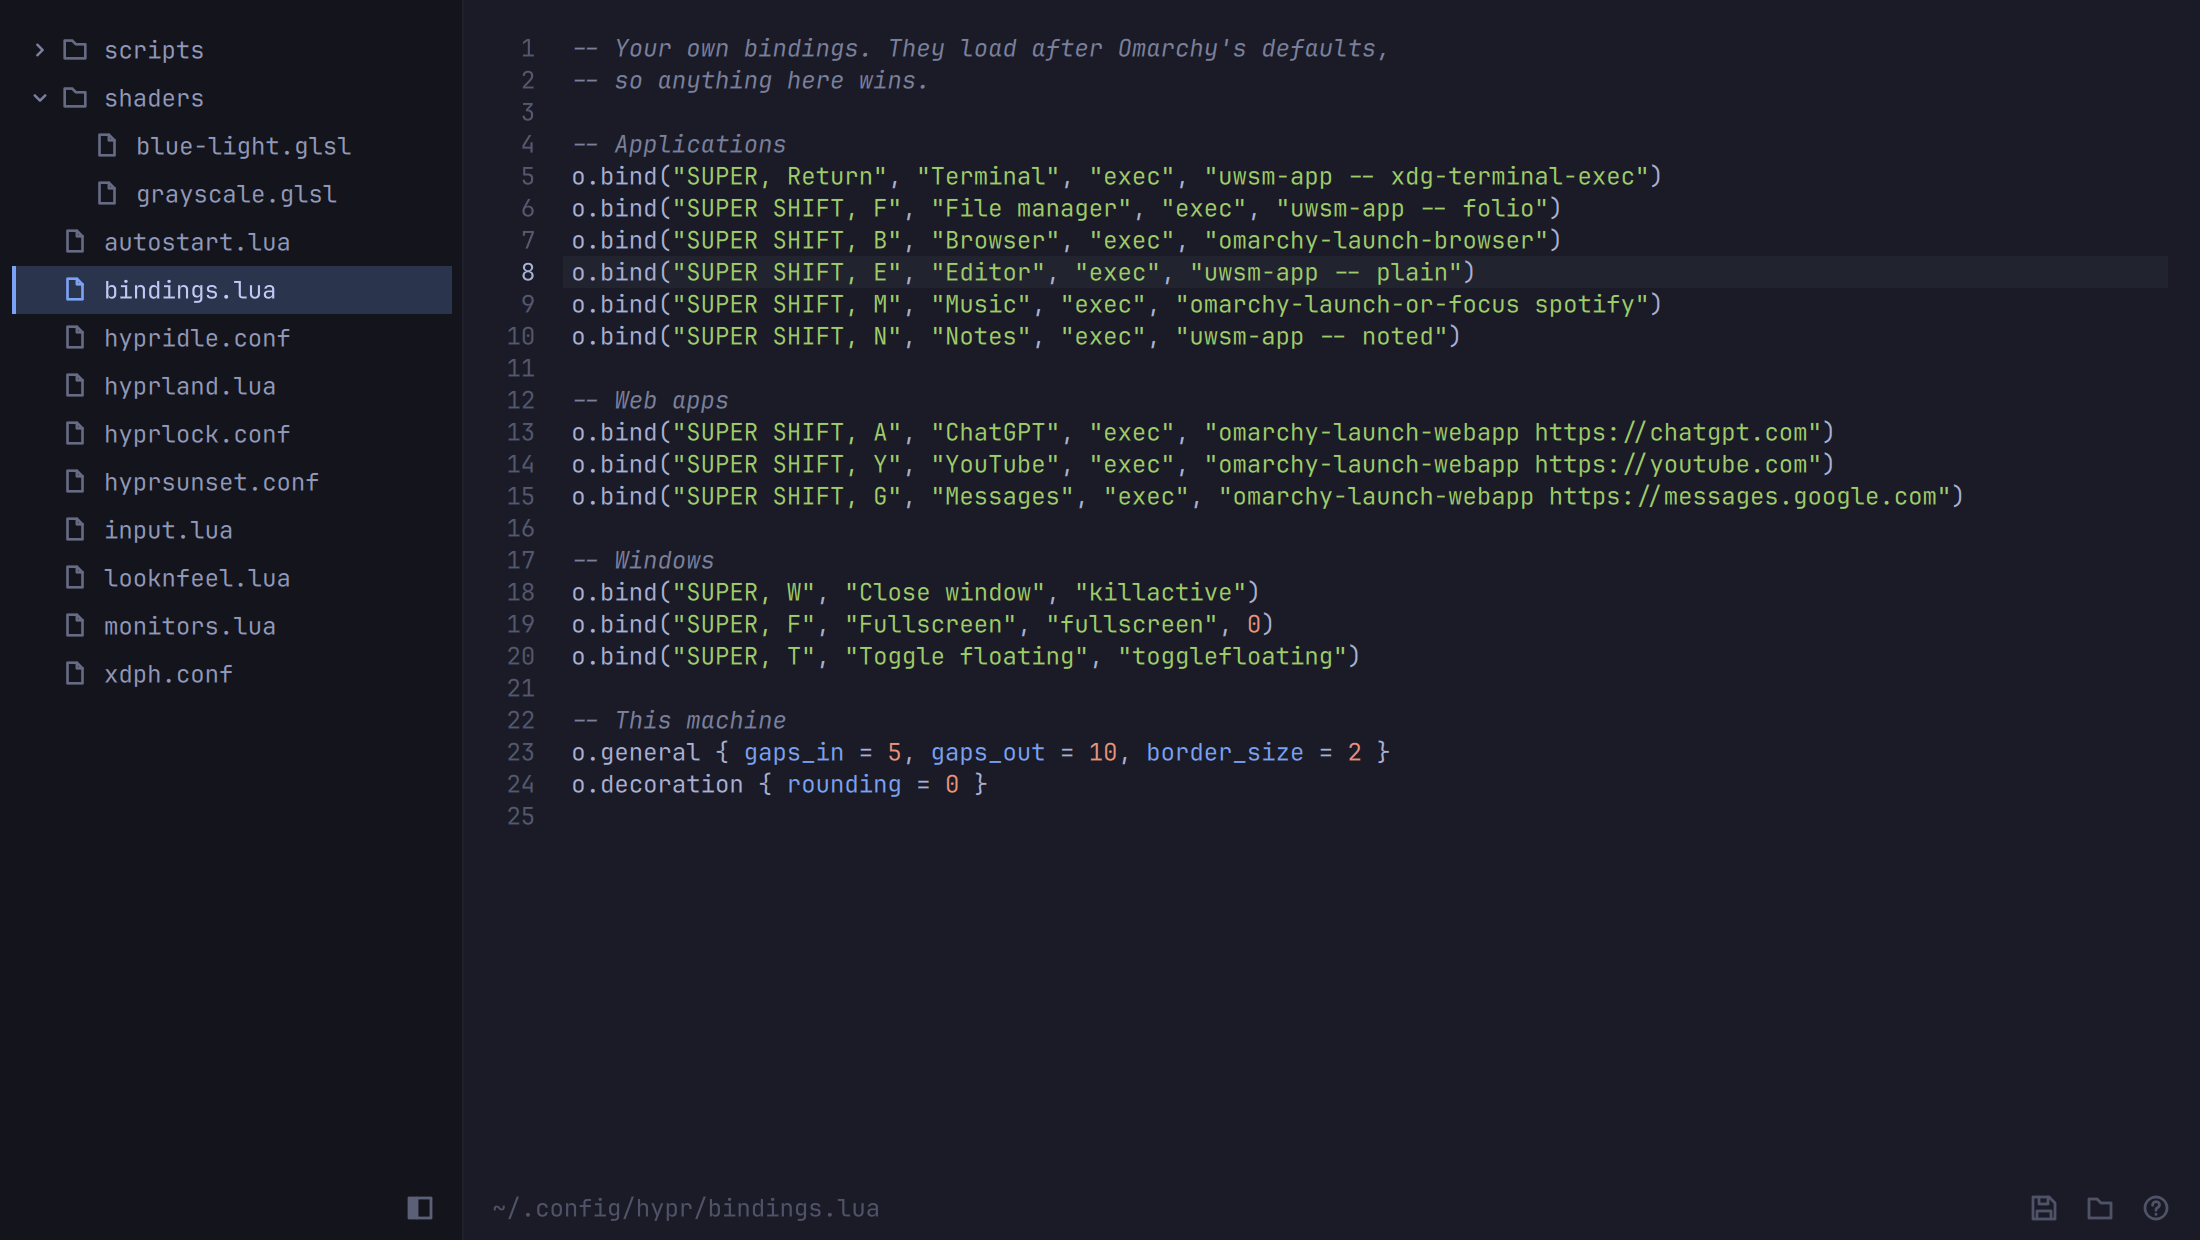 scripts
shaders
blue-light.glsl
grayscale.glsl
autostart.lua
bindings.lua
hypridle.conf
hyprland.lua
hyprlock.conf
hyprsunset.conf
input.lua
looknfeel.lua
monitors.lua
xdph.conf
1 -- Your own bindings. They load after Omarchy's defaults,
2 -- so anything here wins.
3
4 -- Applications
5 o.bind("SUPER, Return", "Terminal", "exec", "uwsm-app -- xdg-terminal-exec")
6 o.bind("SUPER SHIFT, F", "File manager", "exec", "uwsm-app -- folio")
7 o.bind("SUPER SHIFT, B", "Browser", "exec", "omarchy-launch-browser")
8 o.bind("SUPER SHIFT, E", "Editor", "exec", "uwsm-app -- plain")
9 o.bind("SUPER SHIFT, M", "Music", "exec", "omarchy-launch-or-focus spotify")
10 o.bind("SUPER SHIFT, N", "Notes", "exec", "uwsm-app -- noted")
11
12 -- Web apps
13 o.bind("SUPER SHIFT, A", "ChatGPT", "exec", "omarchy-launch-webapp https://chatgpt.com")
14 o.bind("SUPER SHIFT, Y", "YouTube", "exec", "omarchy-launch-webapp https://youtube.com")
15 o.bind("SUPER SHIFT, G", "Messages", "exec", "omarchy-launch-webapp https://messages.google.com")
16
17 -- Windows
18 o.bind("SUPER, W", "Close window", "killactive")
19 o.bind("SUPER, F", "Fullscreen", "fullscreen", 0)
20 o.bind("SUPER, T", "Toggle floating", "togglefloating")
21
22 -- This machine
23 o.general { gaps_in = 5, gaps_out = 10, border_size = 2 }
24 o.decoration { rounding = 0 }
25
~/.config/hypr/bindings.lua